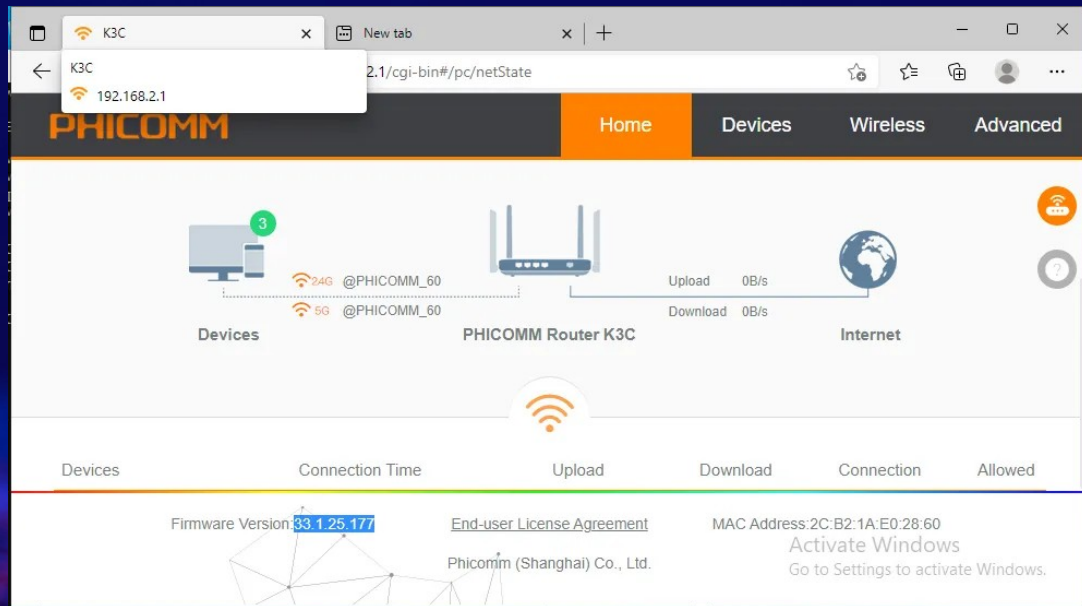 K3C
New tab
K3C
192.168.2.1
2.1/cgi-bin#/pc/netState
PHICOMM
Home
Devices
Wireless
Advanced
3
2.4G @PHICOMM_60
5G @PHICOMM_60
Upload 0B/s
Download 0B/s
Devices
PHICOMM Router K3C
Internet
?
Devices
Connection Time
Upload
Download
Connection
Allowed
Firmware Version:33.1.25.177
End-user License Agreement
MAC Address:2C:B2:1A:E0:28:60
Phicomm (Shanghai) Co., Ltd.
Activate Windows
Go to Settings to activate Windows.